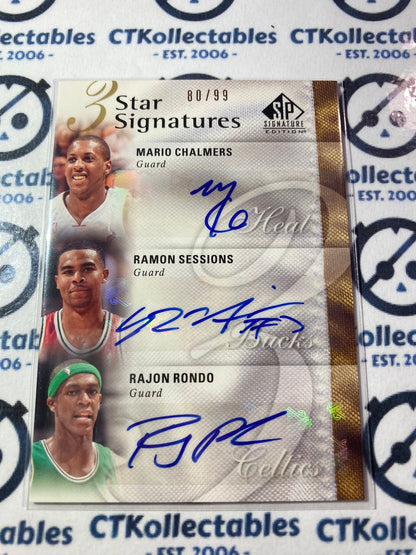 CTKollectables
- EST. 2006 -
CTKollectables
- EST. 2006 -
3 Star Signatures
80/99
SP
SIGNATURE
EDITION
MARIO CHALMERS
Guard
Heat
RAMON SESSIONS
Guard
Bucks
RAJON RONDO
Guard
Celtics
CTKollectables
- EST. 2006 -